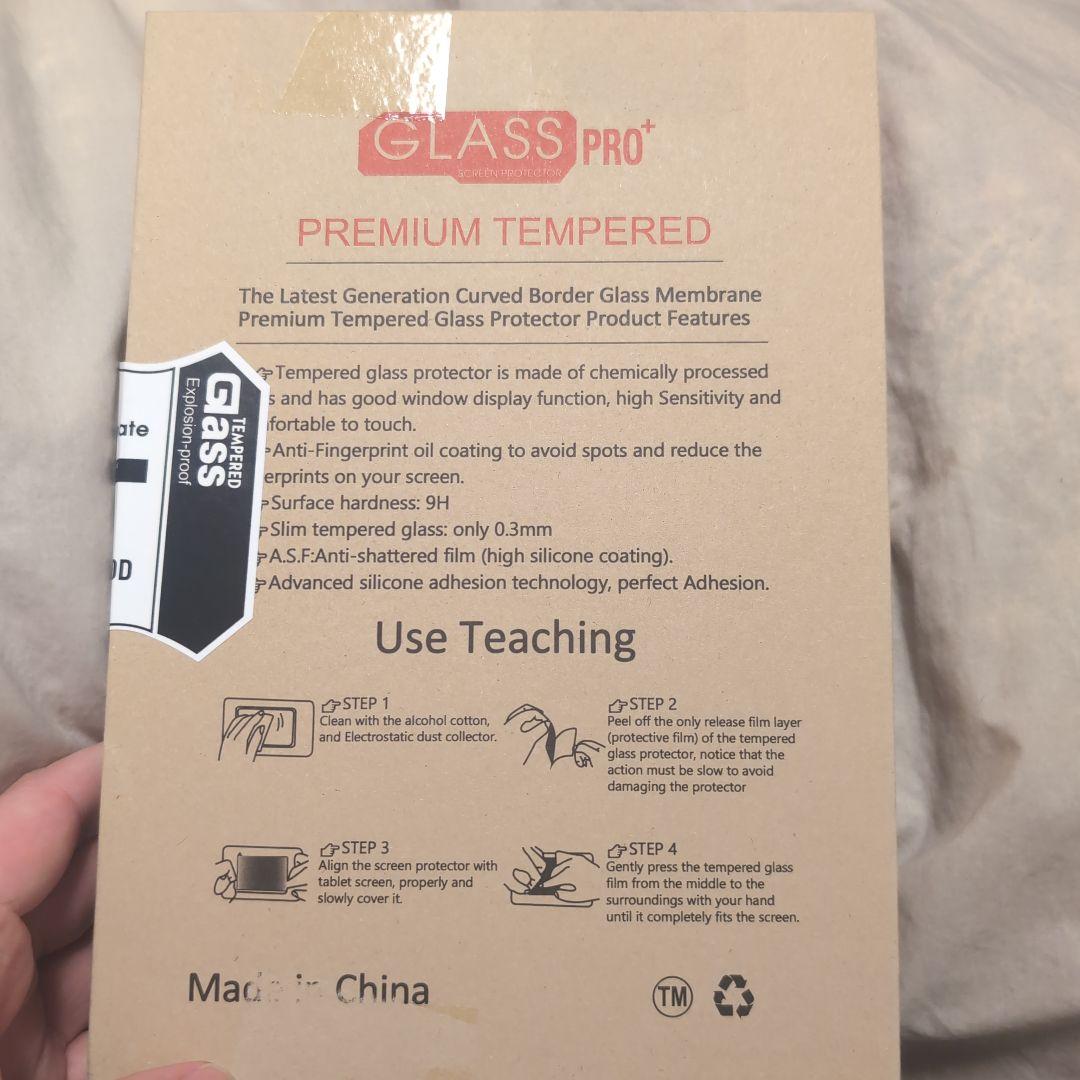 GLASS PRO+
SCREEN PROTECTOR
PREMIUM TEMPERED
The Latest Generation Curved Border Glass Membrane
Premium Tempered Glass Protector Product Features
Tempered glass protector is made of chemically processed
and has good window display function, high Sensitivity and
to touch.
Anti-Fingerprint oil coating to avoid spots and reduce the
on your screen.
Surface hardness: 9H
Slim tempered glass: only 0.3mm
A.S.F:Anti-shattered film (high silicone coating).
Advanced silicone adhesion technology, perfect Adhesion.
TEMPERED
Glass
Explosion-proof
Use Teaching
STEP 1
Clean with the alcohol cotton,
and Electrostatic dust collector.
STEP 2
Peel off the only release film layer
(protective film) of the tempered
glass protector, notice that the
action must be slow to avoid
damaging the protector
STEP 3
Align the screen protector with
tablet screen, properly and
slowly cover it.
STEP 4
Gently press the tempered glass
film from the middle to the
surroundings with your hand
until it completely fits the screen.
Made in China
TM